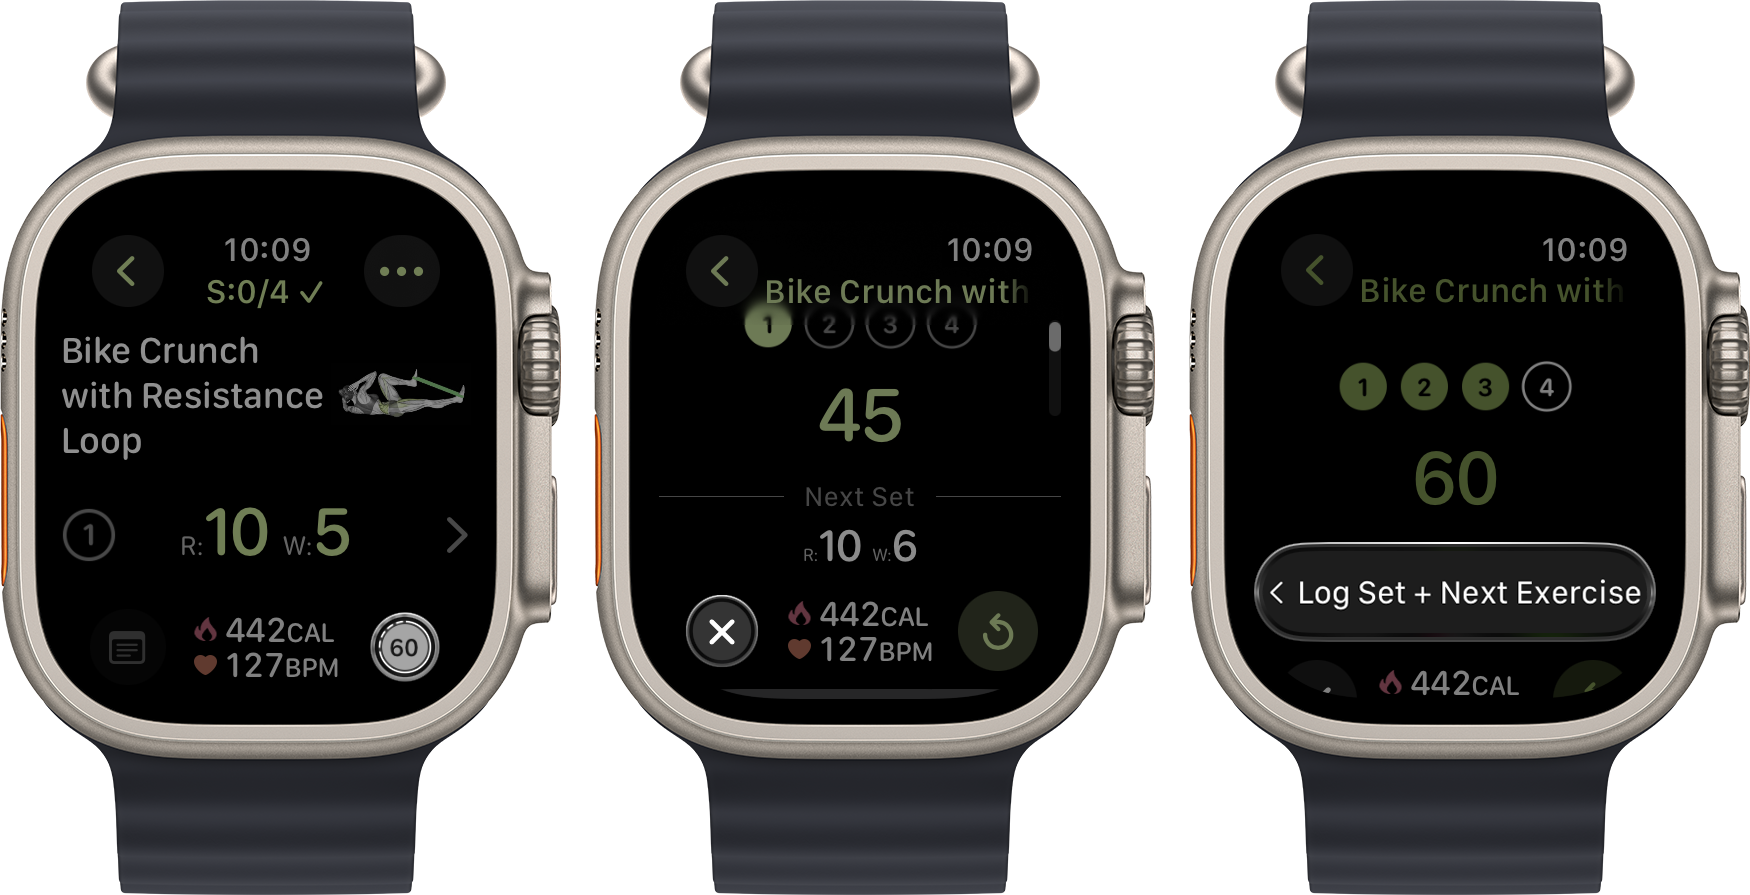 10:09
S:0/4 ✓
Bike Crunch
with Resistance
Loop
1
R:10 W:5
442CAL
127BPM
60
10:09
Bike Crunch with
1 2 3 4
45
Next Set
R:10 W:6
442CAL
127BPM
10:09
Bike Crunch with
1 2 3 4
60
< Log Set + Next Exercise
442CAL